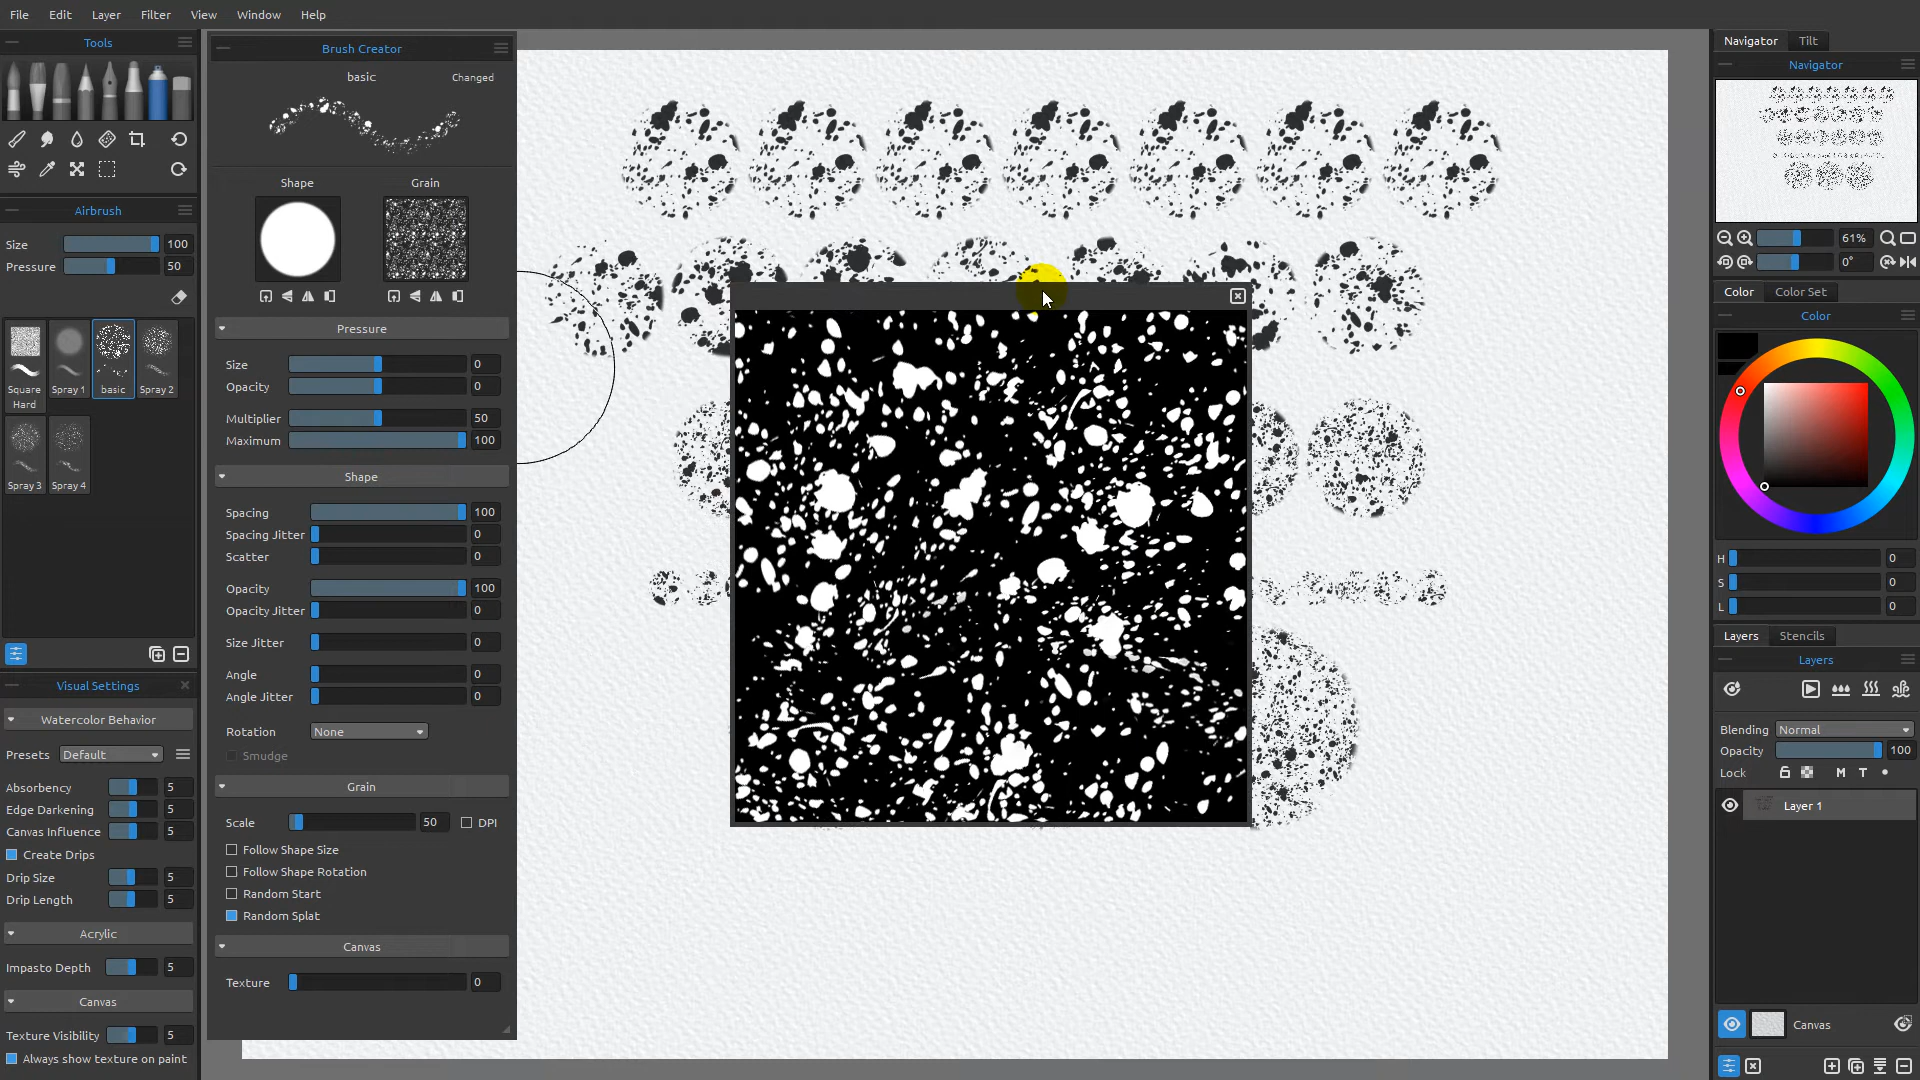 File Edit Layer Filter View Window Help
Tools
Airbrush
Size 100
Pressure 50
Square Hard
Spray 1
basic
Spray 2
Spray 3
Spray 4
Visual Settings
Watercolor Behavior
Presets Default
Absorbency 5
Edge Darkening 5
Canvas Influence 5
Create Drips
Drip Size 5
Drip Length 5
Acrylic
Impasto Depth 5
Canvas
Texture Visibility 5
Always show texture on paint
Brush Creator
basic Changed
Shape Grain
Pressure
Size 0
Opacity 0
Multiplier 50
Maximum 100
Shape
Spacing 100
Spacing Jitter 0
Scatter 0
Opacity 100
Opacity Jitter 0
Size Jitter 0
Angle 0
Angle Jitter 0
Rotation None
Smudge
Grain
Scale 50 DPI
Follow Shape Size
Follow Shape Rotation
Random Start
Random Splat
Canvas
Texture 0
Navigator Tilt
Navigator
61%
0°
Color Color Set
Color
H 0
S 0
L 0
Layers Stencils
Layers
Blending Normal
Opacity 100
Lock M T
Layer 1
Canvas